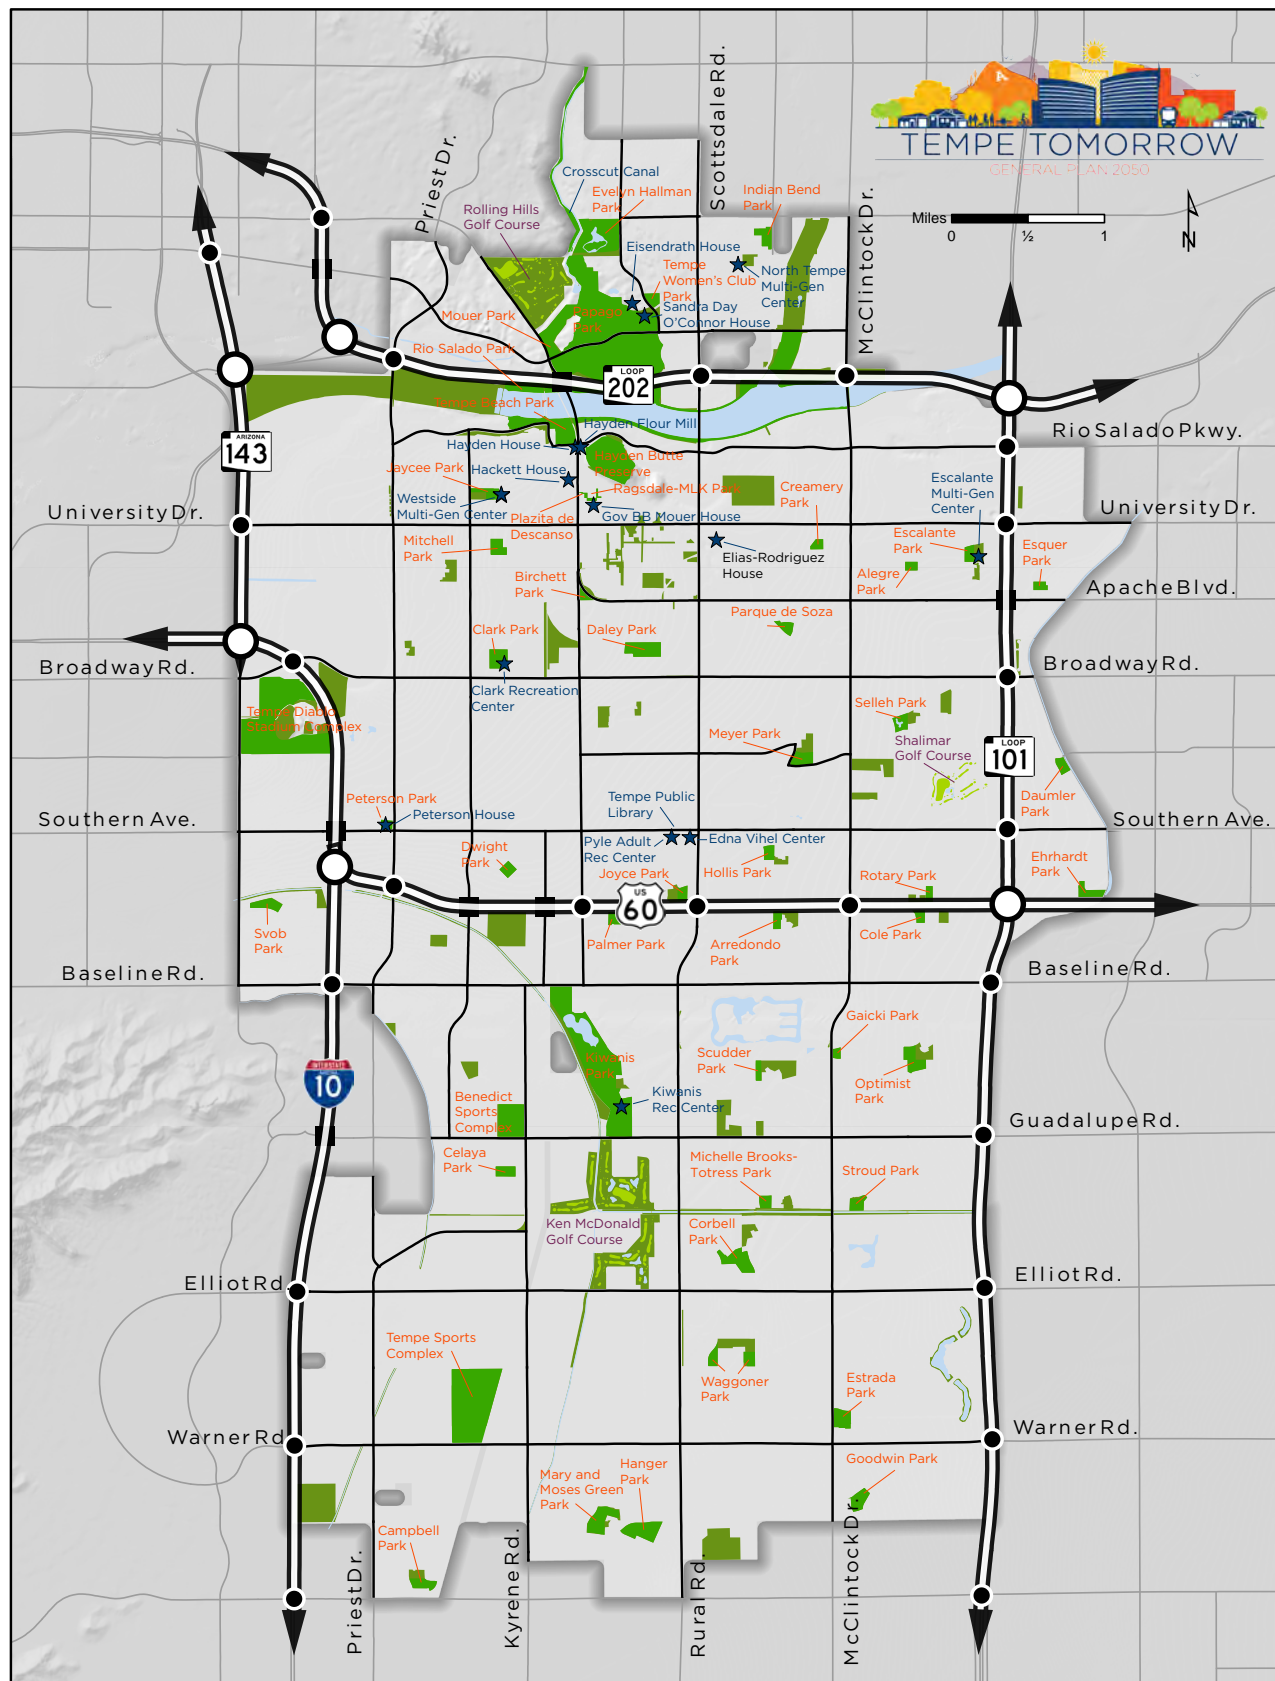 TEMPE TOMORROW
GENERAL PLAN 2050
Miles
0 ½ 1
N
Scottsdale Rd.
Priest Dr.
McClintock Dr.
Crosscut Canal
Evelyn Hallman
Park
Indian Bend
Park
Rolling Hills
Golf Course
Eisendrath House
Tempe
Women's Club
Park
North Tempe
Multi-Gen
Center
Sandra Day
O'Connor House
Papago
Park
Mouer Park
Rio Salado Park
LOOP
202
Tempe Beach Park
Hayden Flour Mill
Rio Salado Pkwy.
ARIZONA
143
Hayden House
Hayden Butte
Preserve
Jaycee Park
Hackett House
Ragsdale-MLK Park
Creamery
Park
Escalante
Multi-Gen
Center
Westside
Multi-Gen Center
Plazita de
Descanso
Gov BB Mouer House
University Dr.
University Dr.
Mitchell
Park
Elias-Rodriguez
House
Escalante
Park
Esquer
Park
Birchett
Park
Alegre
Park
Apache Blvd.
Parque de Soza
Clark Park
Daley Park
Broadway Rd.
Broadway Rd.
Clark Recreation
Center
Tempe Diablo
Stadium Complex
Selleh Park
Meyer Park
Shalimar
Golf Course
LOOP
101
Daumler
Park
Peterson Park
Peterson House
Tempe Public
Library
Southern Ave.
Southern Ave.
Pyle Adult
Rec Center
Edna Vihel Center
Dwight
Park
Hollis Park
Ehrhardt
Park
Joyce Park
Rotary Park
US
60
Svob
Park
Palmer Park
Arredondo
Park
Cole Park
Baseline Rd.
Baseline Rd.
Gaicki Park
Kiwanis
Park
Scudder
Park
Optimist
Park
INTERSTATE
10
Benedict
Sports
Complex
Kiwanis
Rec Center
Guadalupe Rd.
Celaya
Park
Michelle Brooks-
Totress Park
Stroud Park
Ken McDonald
Golf Course
Corbell
Park
Elliot Rd.
Elliot Rd.
Tempe Sports
Complex
Waggoner
Park
Estrada
Park
Warner Rd.
Warner Rd.
Goodwin Park
Mary and
Moses Green
Park
Hanger
Park
Campbell
Park
Priest Dr.
Kyrene Rd.
Rural Rd.
McClintock Dr.